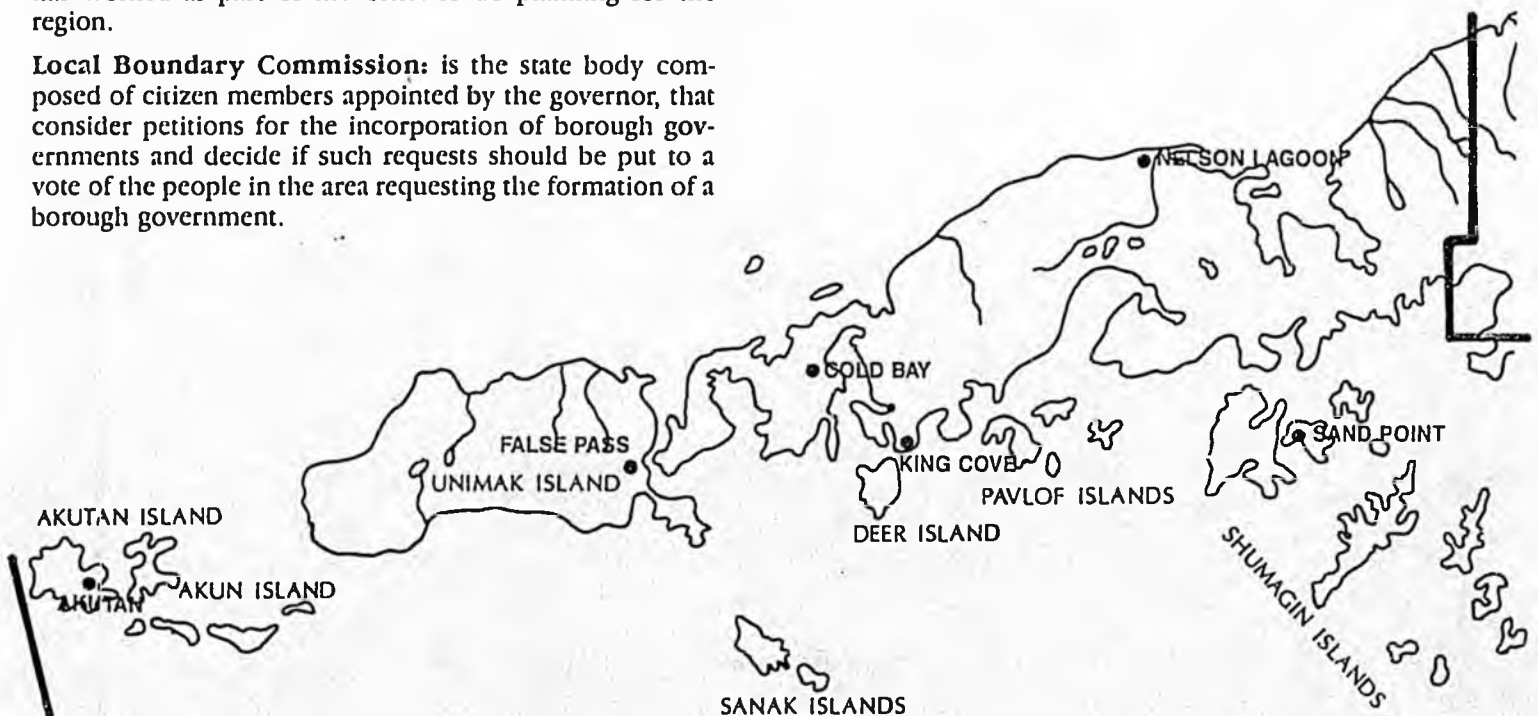 region.
Local Boundary Commission: is the state body com-
posed of citizen members appointed by the governor, that
consider petitions for the incorporation of borough gov-
ernments and decide if such requests should be put to a
vote of the people in the area requesting the formation of a
borough government.
NELSON LAGOON
COLD BAY
SAND POINT
FALSE PASS
KING COVE
UNIMAK ISLAND
PAVLOF ISLANDS
AKUTAN ISLAND
DEER ISLAND
SHUMAGIN ISLANDS
AKUN ISLAND
AKUTAN
SANAK ISLANDS